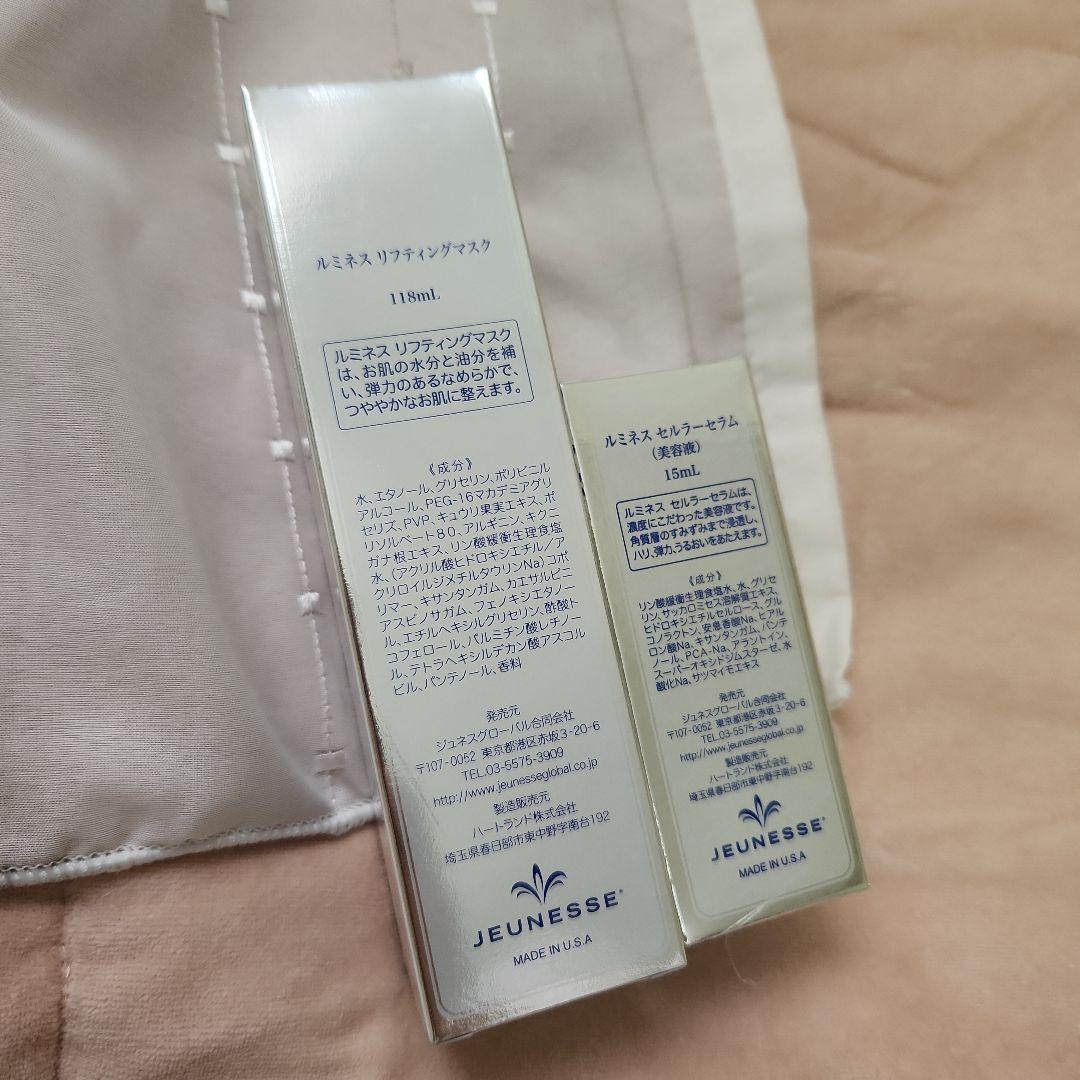 ルミネス リフティングマスク
118mL
ルミネス リフティングマスク
は、お肌の水分と油分を補
い、弾力のあるなめらかで、
つややかなお肌に整えます。
《成分》
水、エタノール、グリセリン、ポリビニル
アルコール、PEG-16マカデミアグリ
セリズ、PVP、キュウリ果実エキス、ポ
リソルベート80、アルギニン、キクニ
ガナ根エキス、リン酸緩衝生理食塩
水、(アクリル酸ヒドロキシエチル/ア
クリロイルジメチルタウリンNa)コポ
リマー、キサンタンガム、カエサルピニ
アスピノサガム、フェノキシエタノー
ル、エチルヘキシルグリセリン、酢酸ト
コフェロール、パルミチン酸レチノー
ル、テトラヘキシルデカン酸アスコル
ビル、パンテノール、香料
発売元
ジュネスグローバル合同会社
〒107-0052 東京都港区赤坂3-20-6
TEL.03-5575-3909
http://www.jeunesseglobal.co.jp
製造販売元
ハートランド株式会社
埼玉県春日部市東中野字南台192
JEUNESSE®
MADE IN U.S.A
ルミネス セルラーセラム
(美容液)
15mL
ルミネス セルラーセラムは、
濃度にこだわった美容液です。
角質層のすみずみまで浸透し、
ハリ、弾力、うるおいをあたえます。
《成分》
リン酸緩衝生理食塩水、水、グリセ
リン、サッカロミセス溶解質エキス、
ヒドロキシエチルセルロース、グル
コノラクトン、安息香酸Na、ヒアル
ロン酸Na、キサンタンガム、パンテ
ノール、PCA-Na、アラントイン、
スーパーオキシドジムスターゼ、水
酸化Na、サツマイモエキス
発売元
ジュネスグローバル合同会社
〒107-0052 東京都港区赤坂3-20-6
TEL.03-5575-3909
http://www.jeunesseglobal.co.jp
製造販売元
ハートランド株式会社
埼玉県春日部市東中野字南台192
JEUNESSE®
MADE IN U.S.A